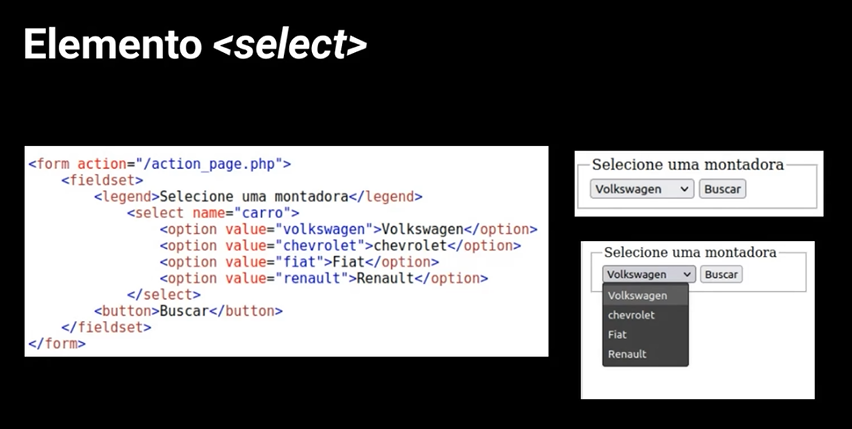 Elemento <select>
<form action="/action_page.php">
<fieldset>
<legend>Selecione uma montadora</legend>
<select name="carro">
<option value="volkswagen">Volkswagen</option>
<option value="chevrolet">chevrolet</option>
<option value="fiat">Fiat</option>
<option value="renault">Renault</option>
</select>
<button>Buscar</button>
</fieldset>
</form>
Selecione uma montadora
Volkswagen Buscar
Selecione uma montadora
Volkswagen Buscar
Volkswagen
chevrolet
Fiat
Renault